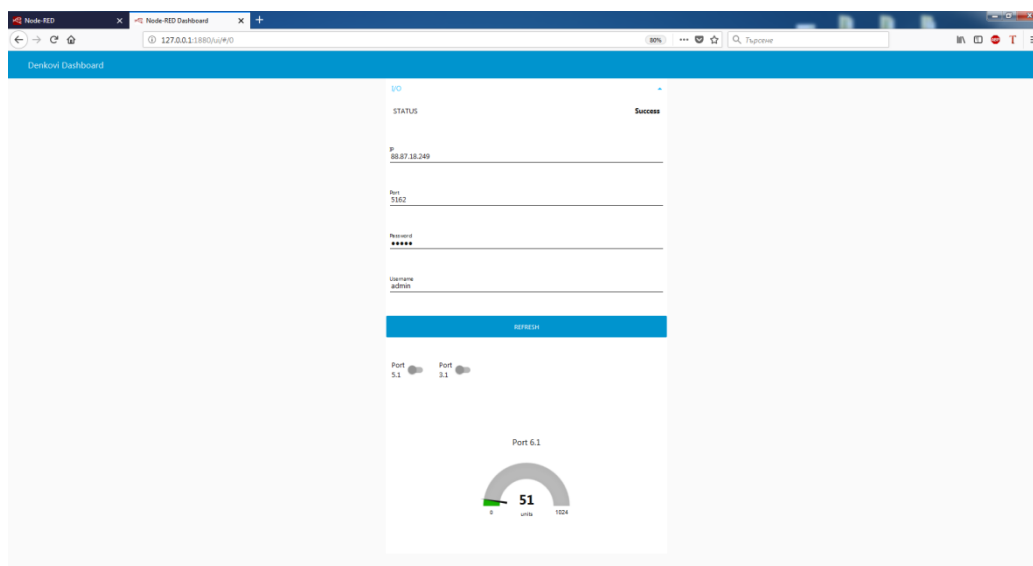 Node-RED
Node-RED Dashboard
127.0.0.1:1880/ui/#/0
80%
Търсене
Denkovi Dashboard
I/O
STATUS Success
IP
88.87.18.249
Port
5162
Password
•••••
Username
admin
REFRESH
Port
5.1
Port
3.1
Port 6.1
51
0 units 1024